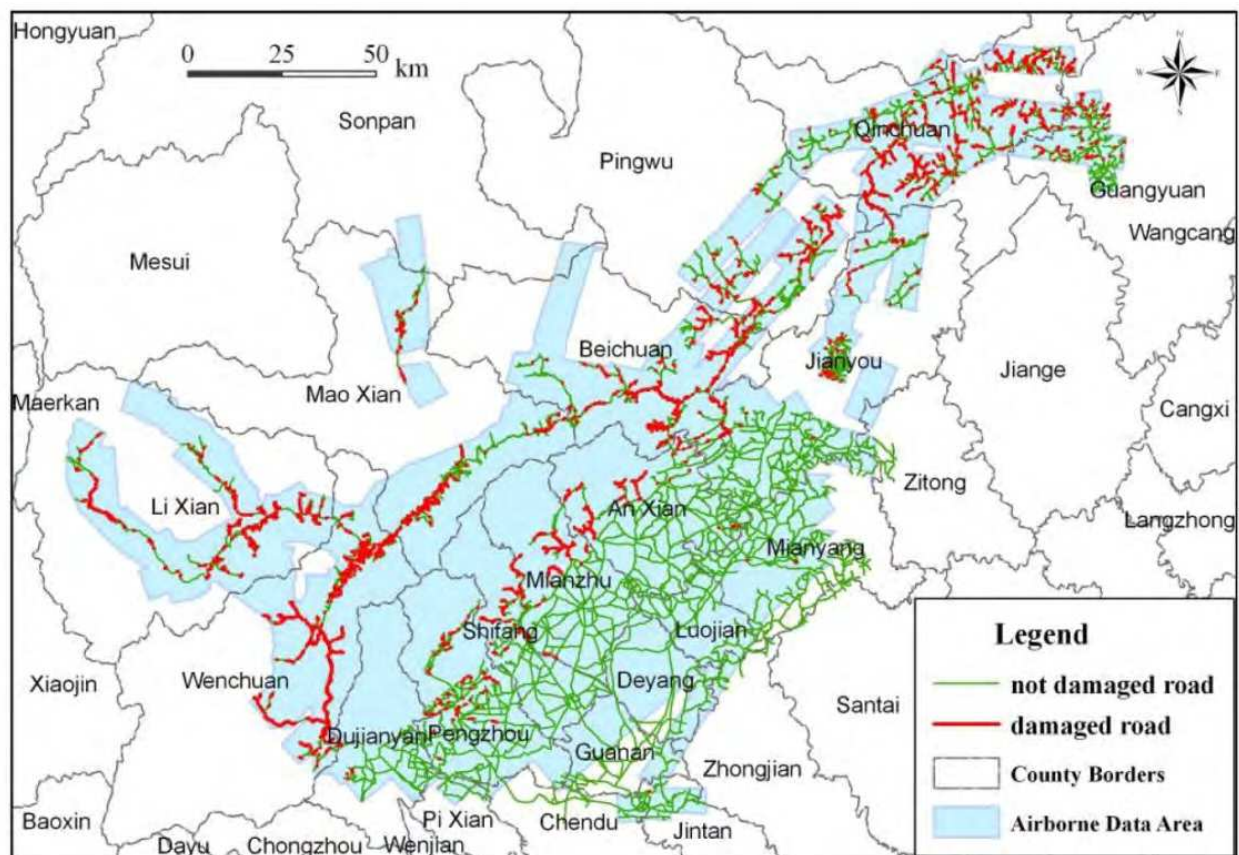 Hongyuan
0 25 50
km
N
W E
S
Sonpan
Pingwu
Qinchuan
Guangyuan
Wangcang
Mesui
Beichuan
Jianyou
Jiange
Mao Xian
Maerkan
Cangxi
Li Xian
An Xian
Zitong
Langzhong
Mianyang
Mianzhu
Shifang
Luojian
Xiaojin
Wenchuan
Deyang
Santai
Dujianyan
Pengzhou
Guanan
Zhongjian
Baoxin
Pi Xian
Chendu
Jintan
Dayu
Chongzhou
Wenjian
Legend
not damaged road
damaged road
County Borders
Airborne Data Area